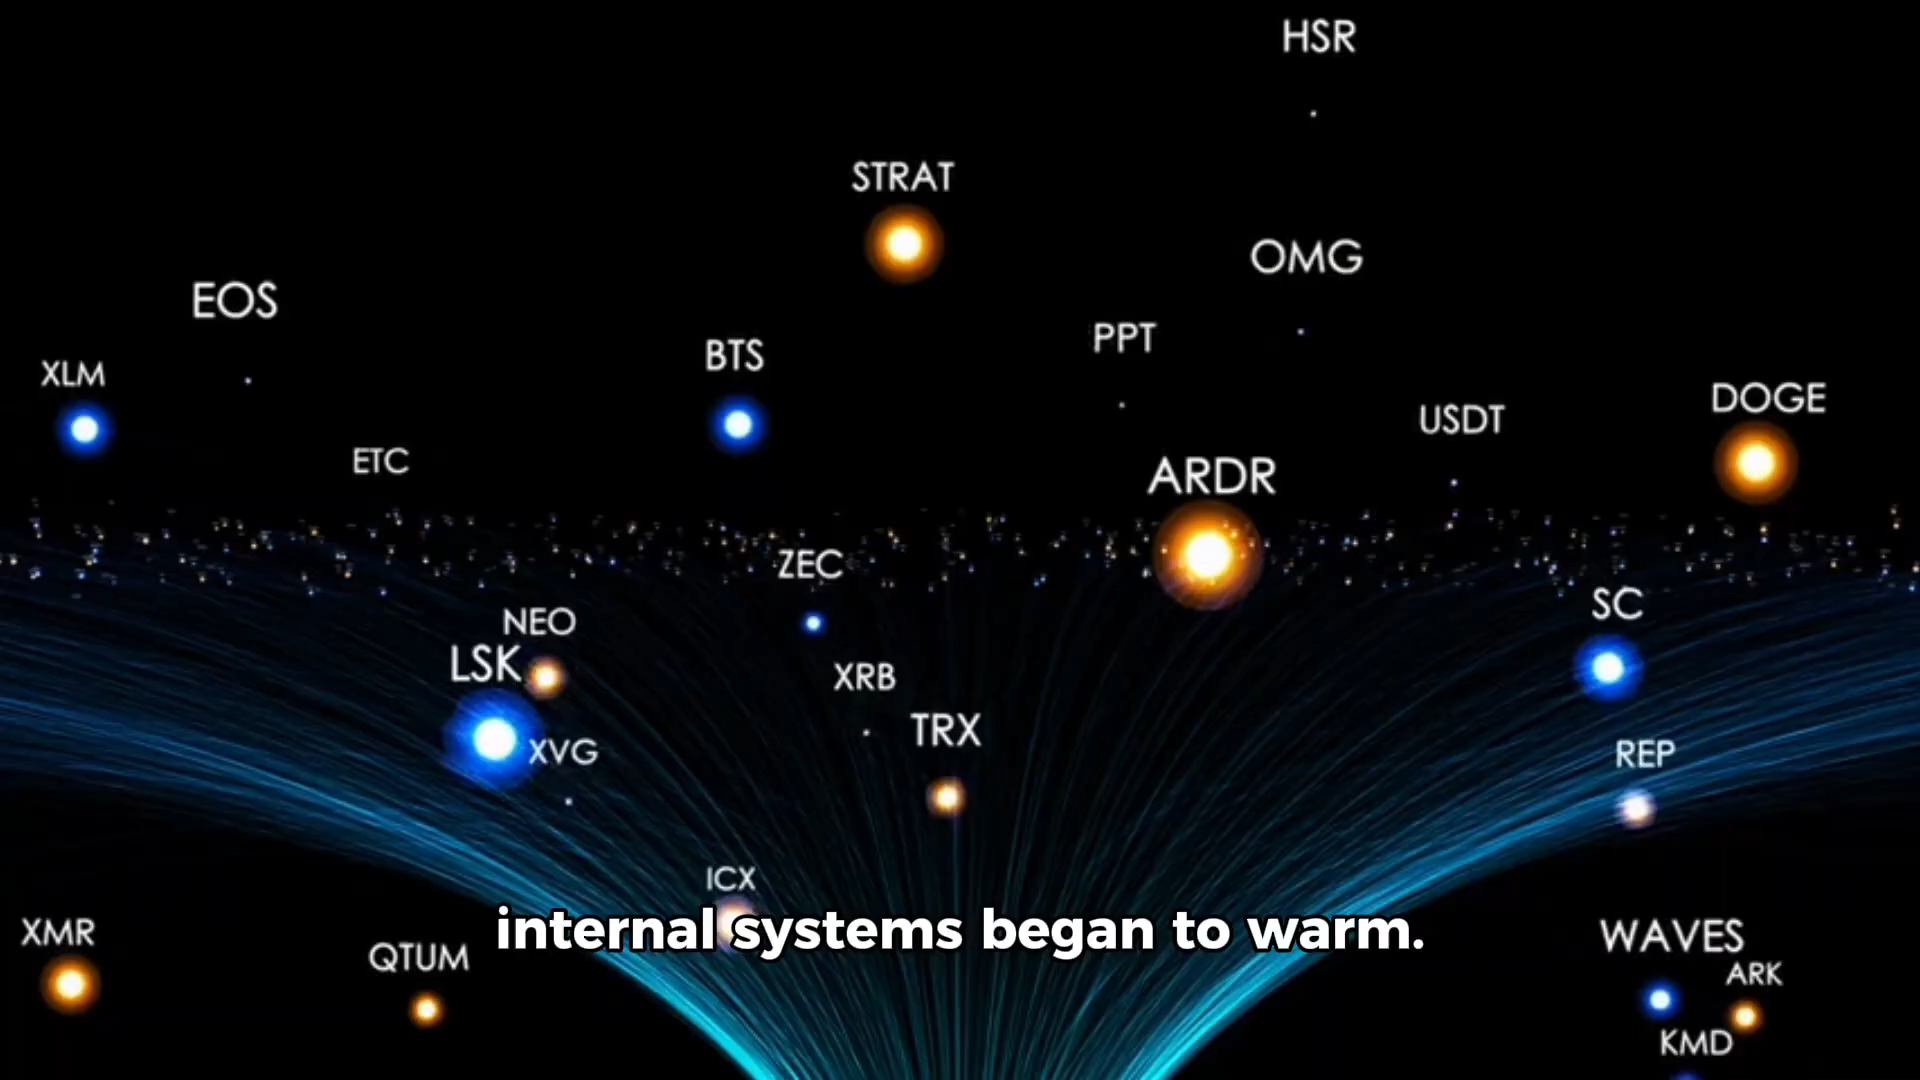 HSR
STRAT
OMG
EOS
PPT
BTS
XLM
DOGE
USDT
ETC
ARDR
ZEC
SC
NEO
LSK
XRB
TRX
XVG
REP
ICX
internal systems began to warm.
XMR
WAVES
QTUM
ARK
KMD